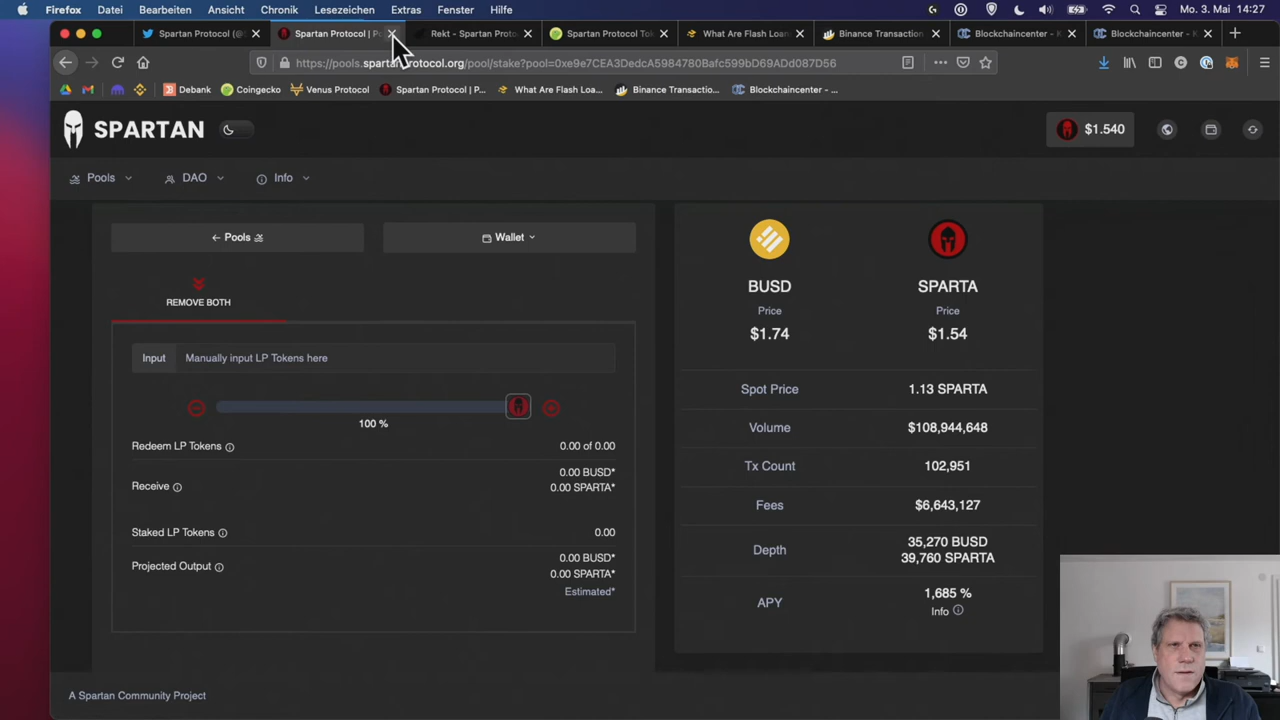 Firefox Datei Bearbeiten Ansicht Chronik Lesezeichen Extras Fenster Hilfe Mo. 3. Mai 14:27
Spartan Protocol (@S Spartan Protocol | Po Rekt - Spartan Protoc Spartan Protocol Tok What Are Flash Loan Binance Transaction Blockchaincenter - K Blockchaincenter - K
https://pools.spartanprotocol.org/pool/stake?pool=0xe9e7CEA3DedcA5984780Bafc599bD69ADd087D56
Debank Coingecko Venus Protocol Spartan Protocol | P... What Are Flash Loa... Binance Transactio... Blockchaincenter - ...
SPARTAN $1.540
Pools DAO Info
Pools Wallet
REMOVE BOTH
Input Manually input LP Tokens here
100 %
Redeem LP Tokens 0.00 of 0.00
Receive 0.00 BUSD*
0.00 SPARTA*
Staked LP Tokens 0.00
Projected Output 0.00 BUSD*
0.00 SPARTA*
Estimated*
BUSD SPARTA
Price Price
$1.74 $1.54
Spot Price 1.13 SPARTA
Volume $108,944,648
Tx Count 102,951
Fees $6,643,127
Depth 35,270 BUSD
39,760 SPARTA
APY 1,685 %
Info
A Spartan Community Project